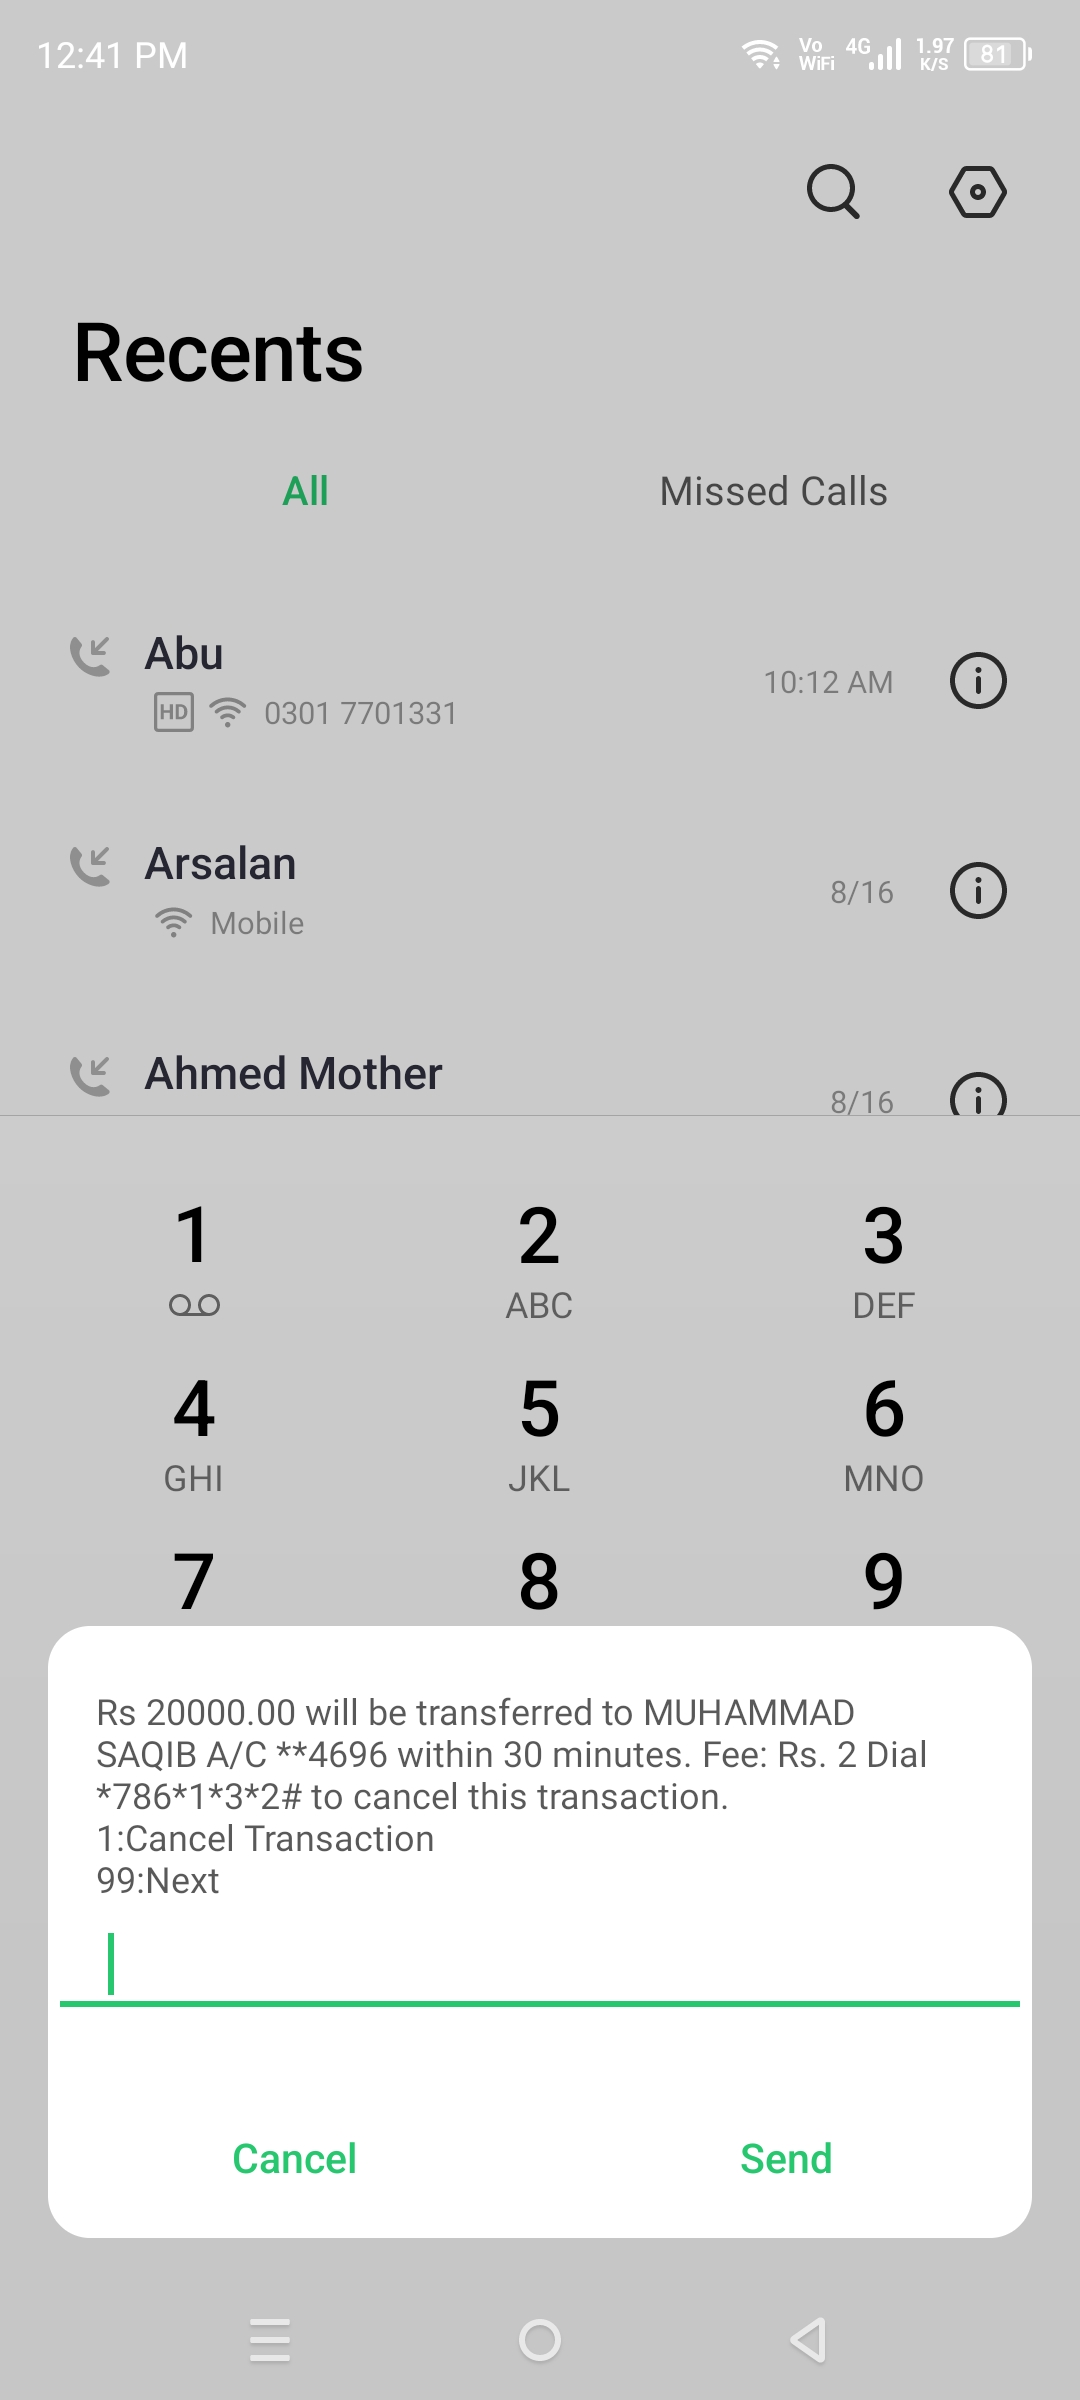 12:41 PM
Vo WiFi 4G 1.97 K/S 81
Recents
All Missed Calls
Abu
HD 0301 7701331 10:12 AM
Arsalan
Mobile 8/16
Ahmed Mother
8/16
1 2 3
ABC DEF
4 5 6
GHI JKL MNO
7 8 9
Rs 20000.00 will be transferred to MUHAMMAD
SAQIB A/C **4696 within 30 minutes. Fee: Rs. 2 Dial
*786*1*3*2# to cancel this transaction.
1:Cancel Transaction
99:Next
Cancel Send